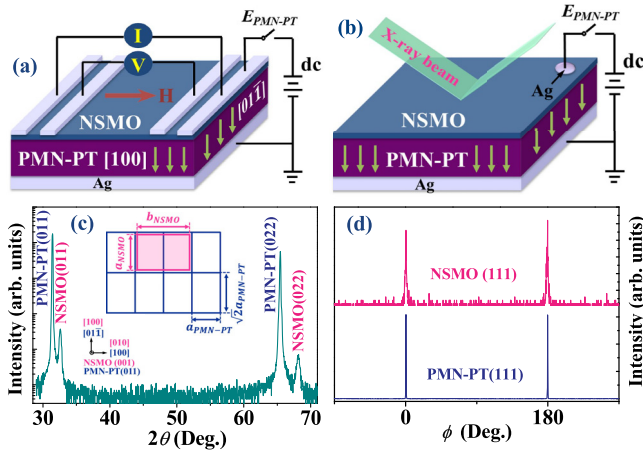 (a)
I
V
E_PMN-PT
dc
H
[01$\bar{1}$]
NSMO
PMN-PT [100]
Ag
(b)
X-ray beam
E_PMN-PT
dc
Ag
NSMO
PMN-PT
Ag
(c)
Intensity (arb. units)
PMN-PT(011)
NSMO(011)
b_NSMO
a_NSMO
√2a_PMN-PT
a_PMN-PT
[100]
[01$\bar{1}$]
[010]
[100]
NSMO (001)
PMN-PT(011)
PMN-PT(022)
NSMO(022)
30 40 50 60 70
2θ (Deg.)
(d)
NSMO (111)
PMN-PT(111)
Intensity (arb. units)
0 180
ϕ (Deg.)